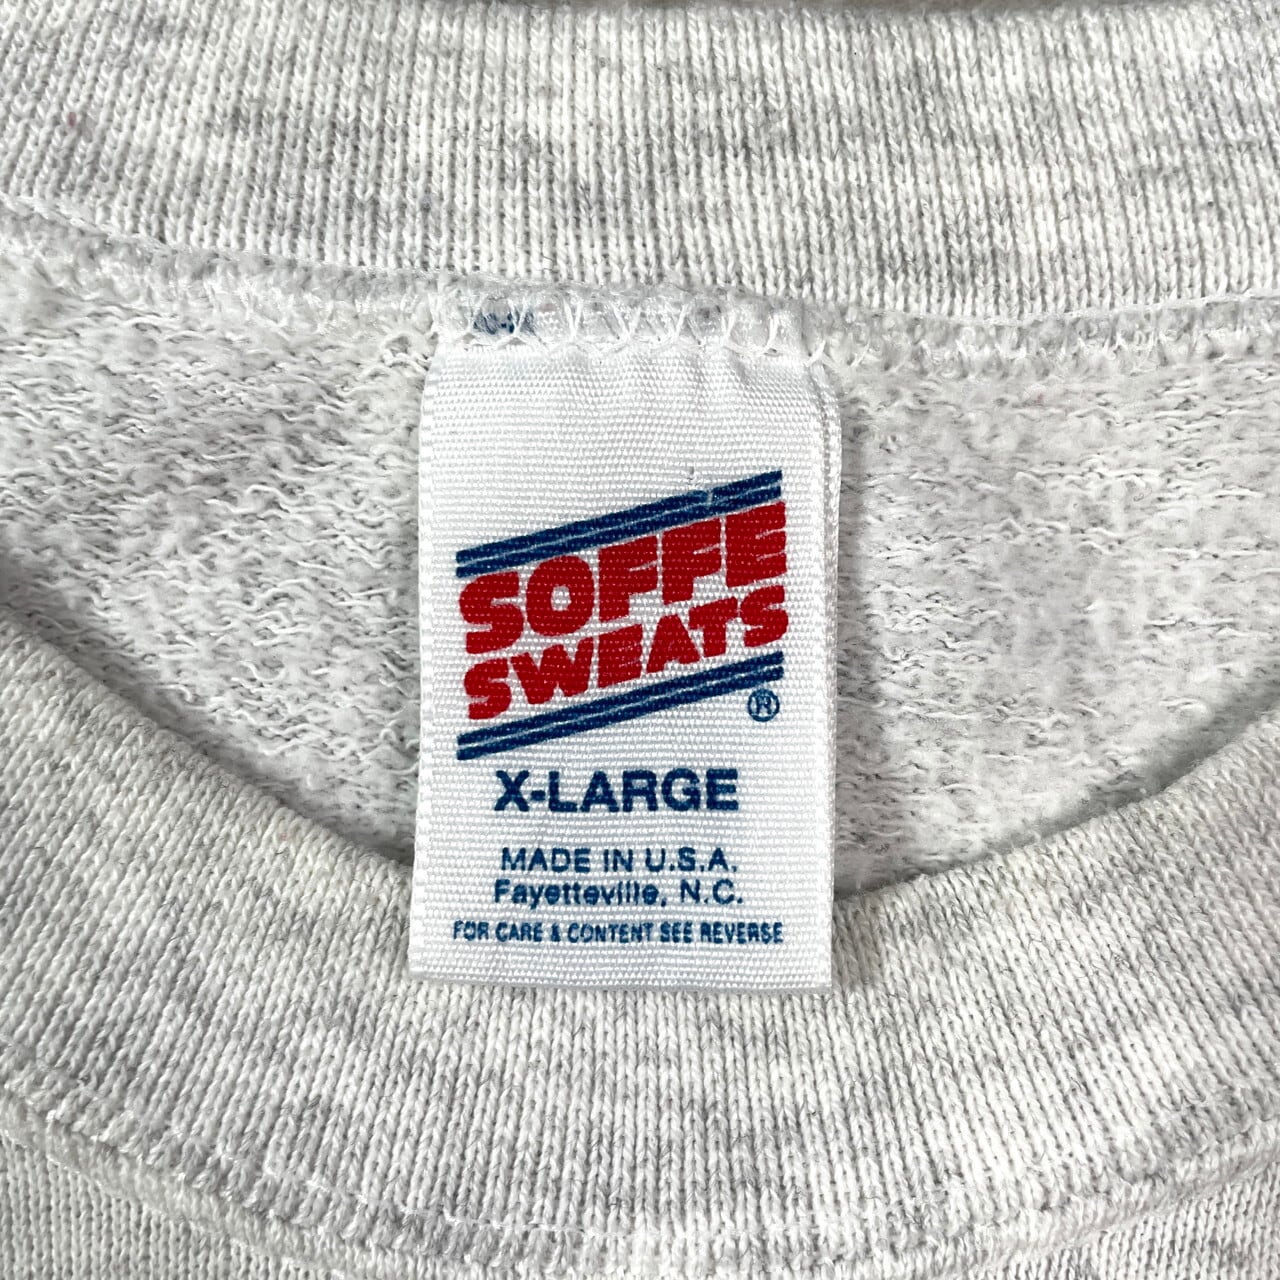 SOFFE
SWEATS
®
X-LARGE
MADE IN U.S.A.
Fayetteville, N.C.
FOR CARE & CONTENT SEE REVERSE